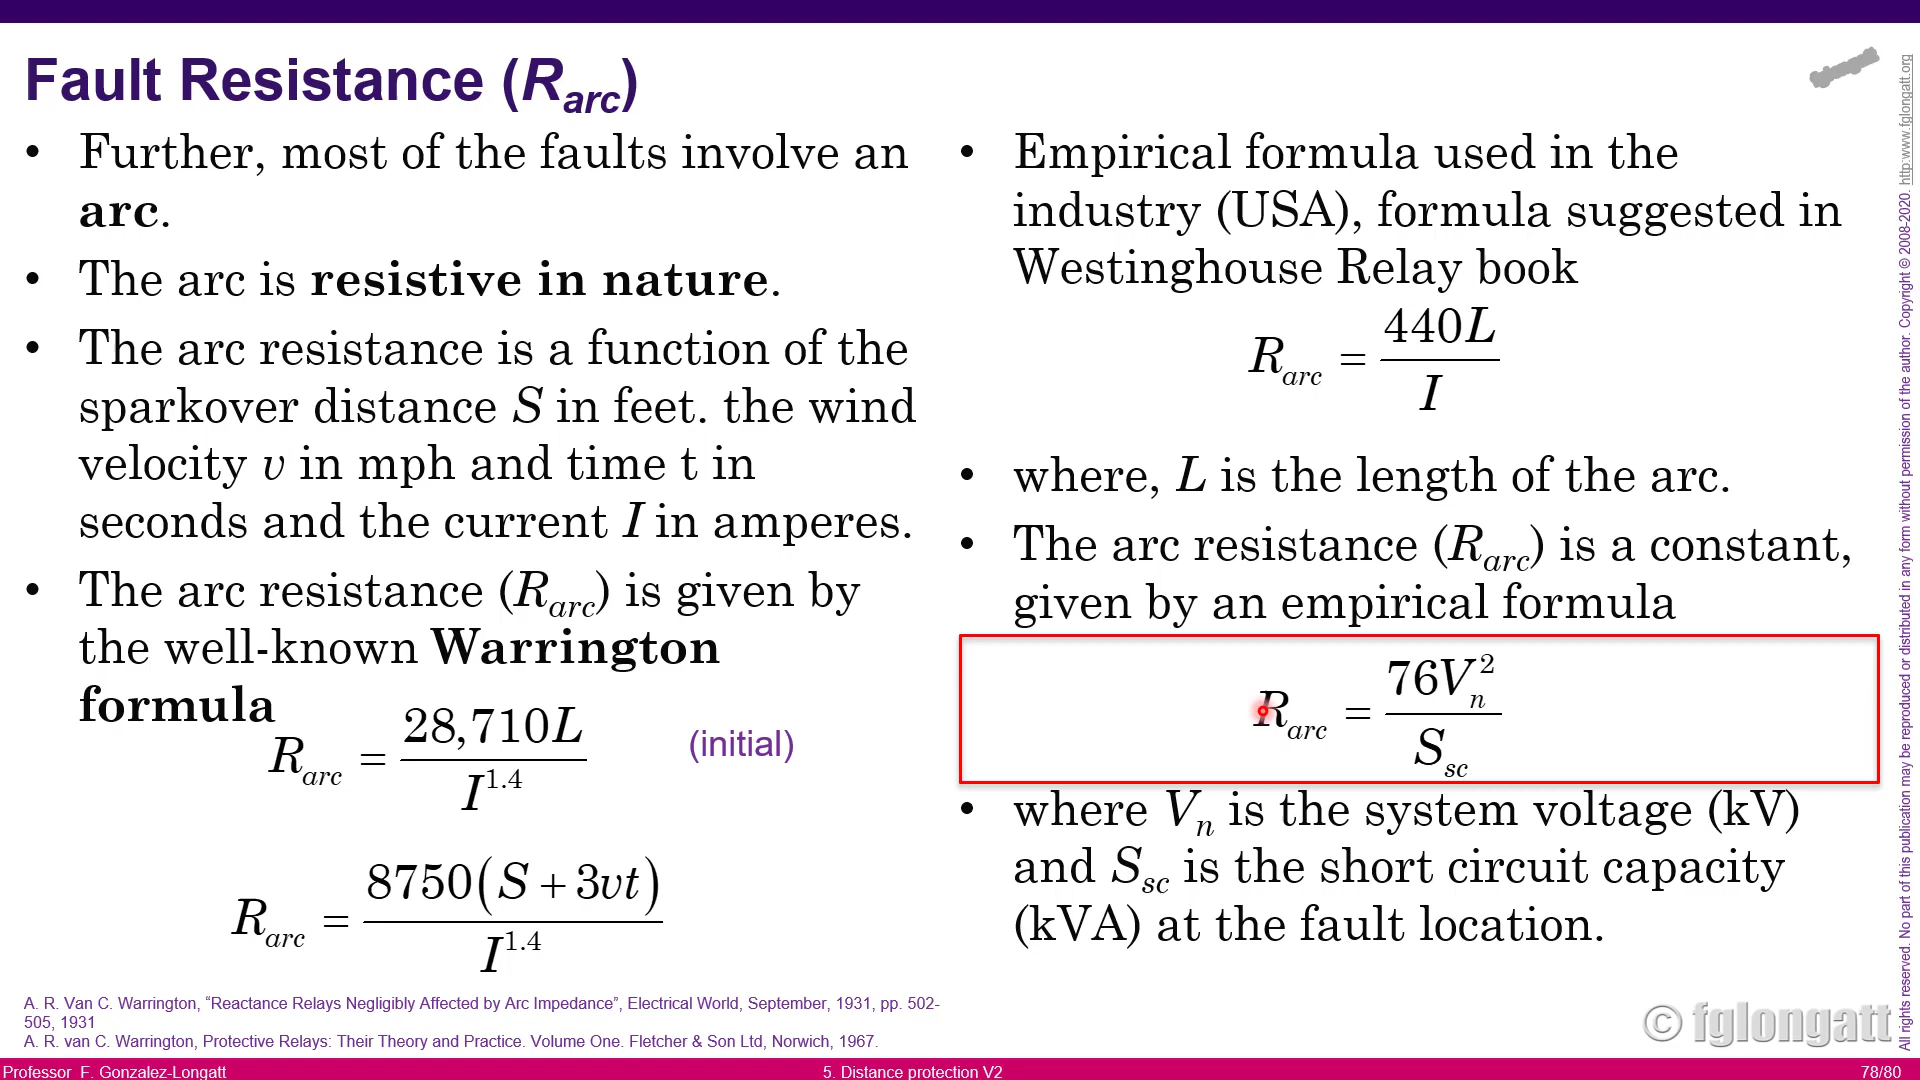 Fault Resistance (Rarc)
• Further, most of the faults involve an
arc.
• The arc is resistive in nature.
• The arc resistance is a function of the
sparkover distance S in feet. the wind
velocity v in mph and time t in
seconds and the current I in amperes.
• The arc resistance (Rarc) is given by
the well-known Warrington
formula
Rarc = 28,710L / I^1.4 (initial)
Rarc = 8750(S + 3vt) / I^1.4
A. R. Van C. Warrington, “Reactance Relays Negligibly Affected by Arc Impedance”, Electrical World, September, 1931, pp. 502-
505, 1931
A. R. van C. Warrington, Protective Relays: Their Theory and Practice. Volume One. Fletcher & Son Ltd, Norwich, 1967.
• Empirical formula used in the
industry (USA), formula suggested in
Westinghouse Relay book
Rarc = 440L / I
• where, L is the length of the arc.
• The arc resistance (Rarc) is a constant,
given by an empirical formula
Rarc = 76Vn^2 / Ssc
• where Vn is the system voltage (kV)
and Ssc is the short circuit capacity
(kVA) at the fault location.
© fglongatt
All rights reserved. No part of this publication may be reproduced or distributed in any form without permission of the author. Copyright © 2008-2020. http:www.fglongatt.org
Professor F. Gonzalez-Longatt
5. Distance protection V2
78/80